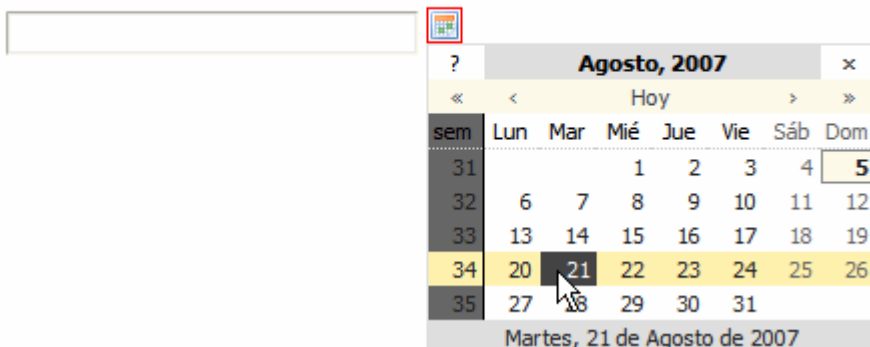 ? Agosto, 2007 ×
« ‹ Hoy › »
sem Lun Mar Mié Jue Vie Sáb Dom
31 1 2 3 4 5
32 6 7 8 9 10 11 12
33 13 14 15 16 17 18 19
34 20 21 22 23 24 25 26
35 27 28 29 30 31
Martes, 21 de Agosto de 2007